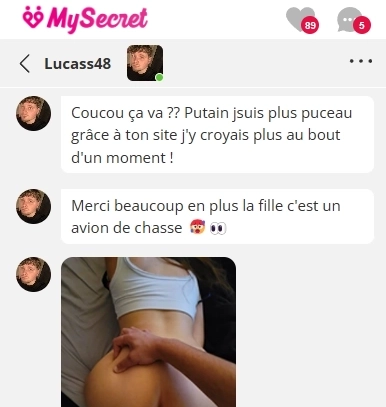 MySecret
89
5
Lucass48
Coucou ça va ?? Putain jsuis plus puceau
grâce à ton site j'y croyais plus au bout
d'un moment !
Merci beaucoup en plus la fille c'est un
avion de chasse 🤯👀